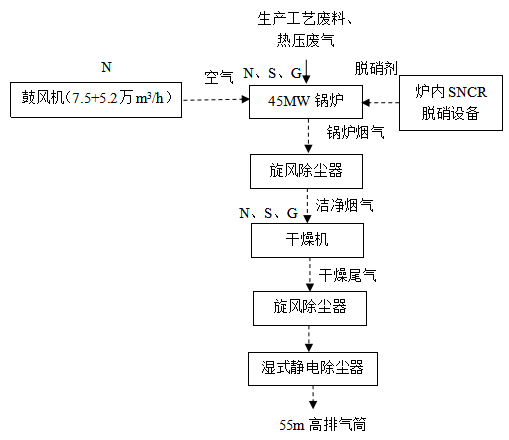 生产工艺废料、
热压废气
N
空气
N、S、G
脱硝剂
鼓风机（7.5+5.2万m³/h）
45MW 锅炉
炉内 SNCR
脱硝设备
锅炉烟气
旋风除尘器
洁净烟气
N、S、G
干燥机
干燥尾气
旋风除尘器
湿式静电除尘器
55m 高排气筒